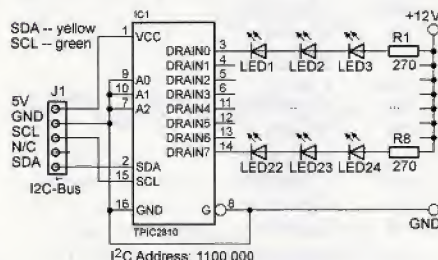 SDA -- yellow
SCL -- green
IC1
+12V
1 VCC
DRAIN0 3
LED1 LED2 LED3
R1
270
DRAIN1 4
9 A0
DRAIN2 5
10 A1
DRAIN3 6
7 A2
DRAIN4 11
... ...
DRAIN5 12
DRAIN6 13
DRAIN7 14
LED22 LED23 LED24
R8
270
J1
5V
GND
SCL
N/C
SDA
I2C-Bus
2 SDA
15 SCL
16 GND
G 8
GND
TPIC2810
I²C Address: 1100 000